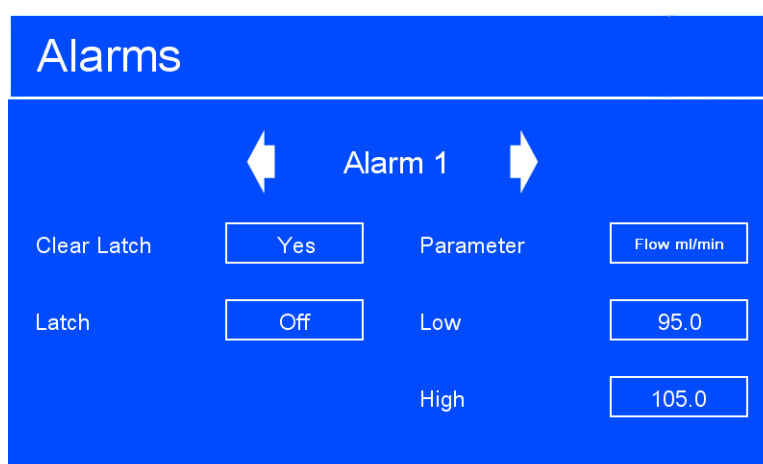 Alarms
Alarm 1
Clear Latch Yes Parameter Flow ml/min
Latch Off Low 95.0
High 105.0